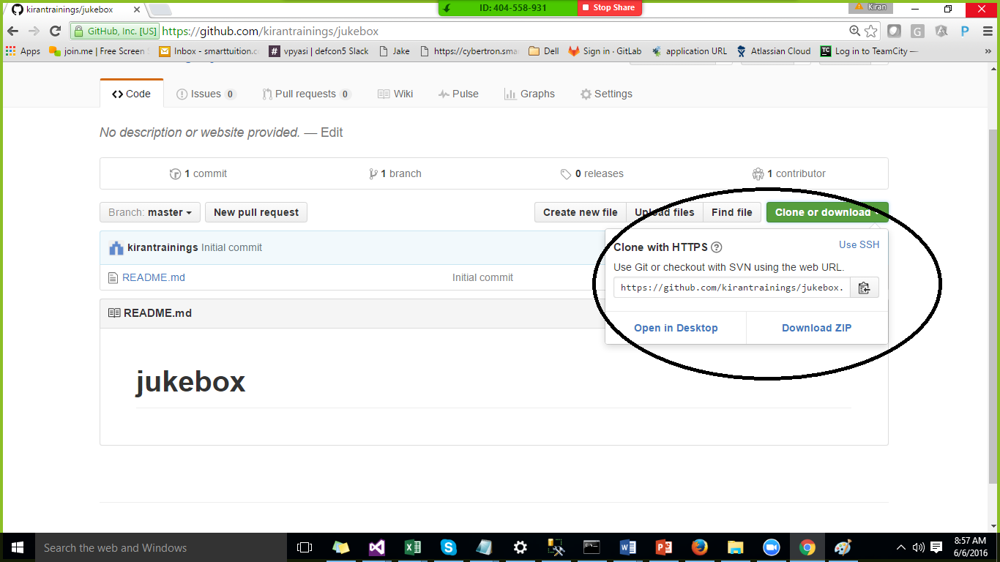 kirantrainings/jukebox
ID: 404-558-931
Stop Share
Kiran
GitHub, Inc. [US] https://github.com/kirantrainings/jukebox
Apps join.me | Free Screen Inbox - smarttuition.c vpyasi | defcon5 Slack Jake https://cybertron.sma Dell Sign in · GitLab application URL Atlassian Cloud Log in to TeamCity — »
Code Issues 0 Pull requests 0 Wiki Pulse Graphs Settings
No description or website provided. — Edit
1 commit 1 branch 0 releases 1 contributor
Branch: master New pull request Create new file Upload files Find file Clone or download
kirantrainings Initial commit
README.md Initial commit
Clone with HTTPS Use SSH
Use Git or checkout with SVN using the web URL.
https://github.com/kirantrainings/jukebox.
Open in Desktop Download ZIP
README.md
jukebox
Search the web and Windows
8:57 AM
6/6/2016